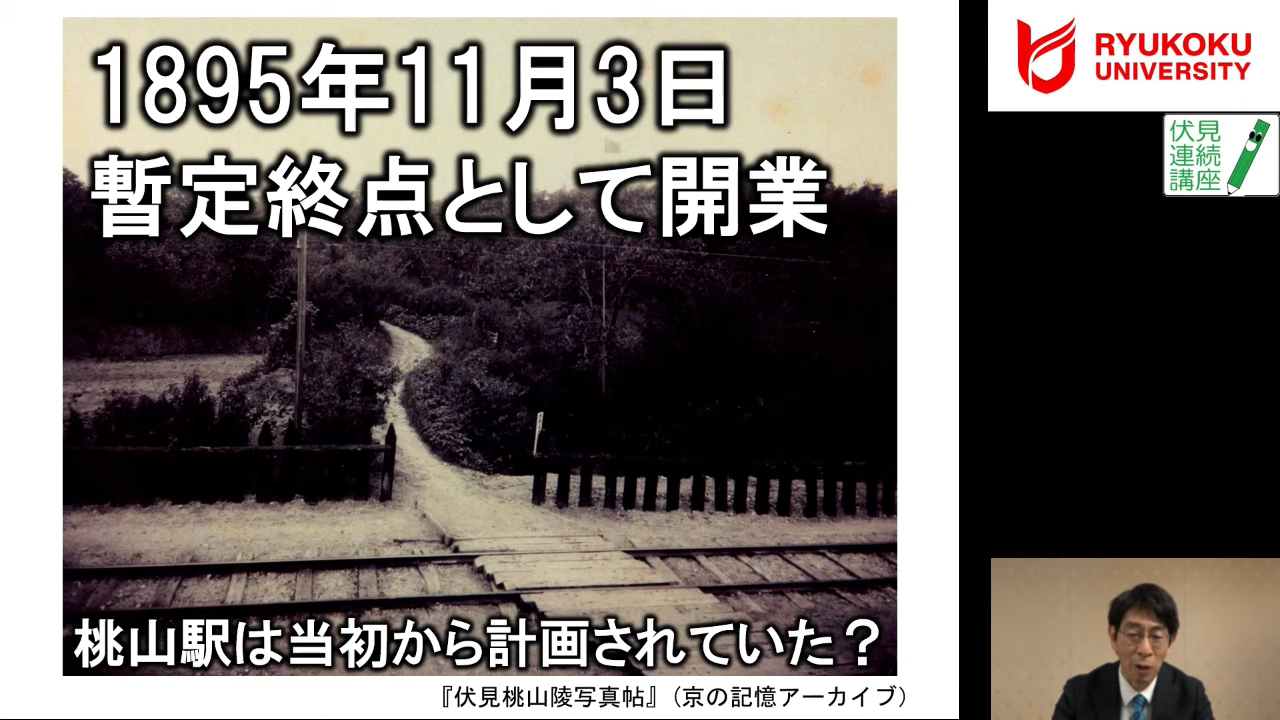 1895年11月3日
暫定終点として開業
桃山駅は当初から計画されていた？
『伏見桃山陵写真帖』（京の記憶アーカイブ）
RYUKOKU
UNIVERSITY
伏見
連続
講座